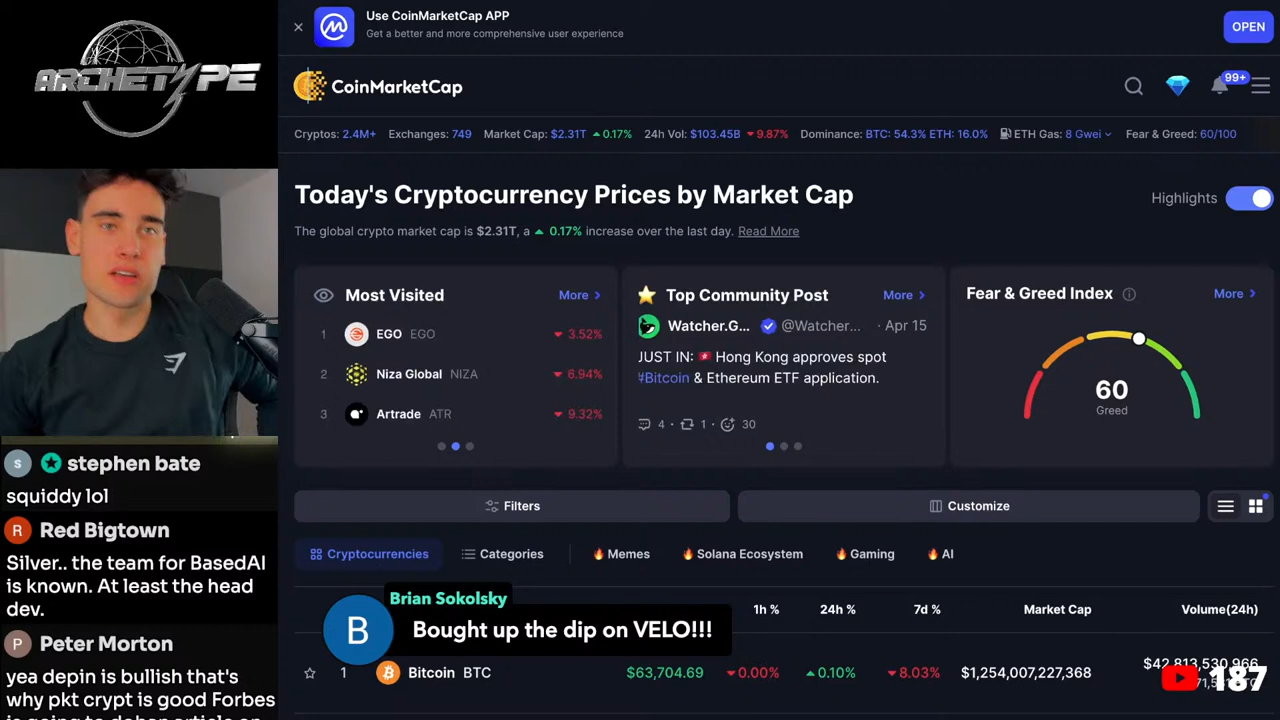 ARCHETYPE
Use CoinMarketCap APP
Get a better and more comprehensive user experience
OPEN
CoinMarketCap
99+
Cryptos: 2.4M+ Exchanges: 749 Market Cap: $2.31T 0.17% 24h Vol: $103.45B 9.87% Dominance: BTC: 54.3% ETH: 16.0% ETH Gas: 8 Gwei Fear & Greed: 60/100
Today's Cryptocurrency Prices by Market Cap
Highlights
The global crypto market cap is $2.31T, a 0.17% increase over the last day. Read More
Most Visited More >
1 EGO EGO 3.52%
2 Niza Global NIZA 6.94%
3 Artrade ATR 9.32%
Top Community Post More >
Watcher.G... @Watcher... · Apr 15
JUST IN: Hong Kong approves spot
#Bitcoin & Ethereum ETF application.
4 · 1 · 30
Fear & Greed Index More >
60
Greed
Filters
Customize
Cryptocurrencies Categories Memes Solana Ecosystem Gaming AI
1h % 24h % 7d % Market Cap Volume(24h)
Brian Sokolsky
B Bought up the dip on VELO!!!
1 Bitcoin BTC $63,704.69 0.00% 0.10% 8.03% $1,254,007,227,368 $42,813,530,966
187
s stephen bate
squiddy lol
R Red Bigtown
Silver.. the team for BasedAI
is known. At least the head
dev.
P Peter Morton
yea depin is bullish that's
why pkt crypt is good Forbes